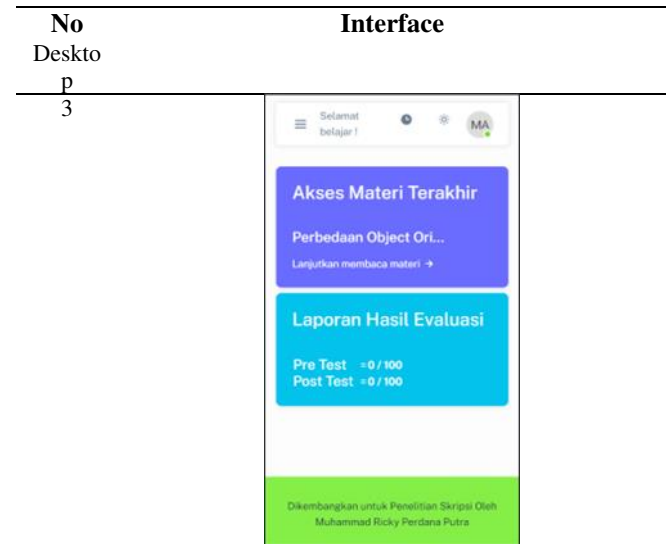 No Interface
Deskto
p
3
Selamat
belajar !
MA
Akses Materi Terakhir
Perbedaan Object Ori...
Lanjutkan membaca materi →
Laporan Hasil Evaluasi
Pre Test = 0 / 100
Post Test = 0 / 100
Dikembangkan untuk Penelitian Skripsi Oleh
Muhammad Ricky Perdana Putra